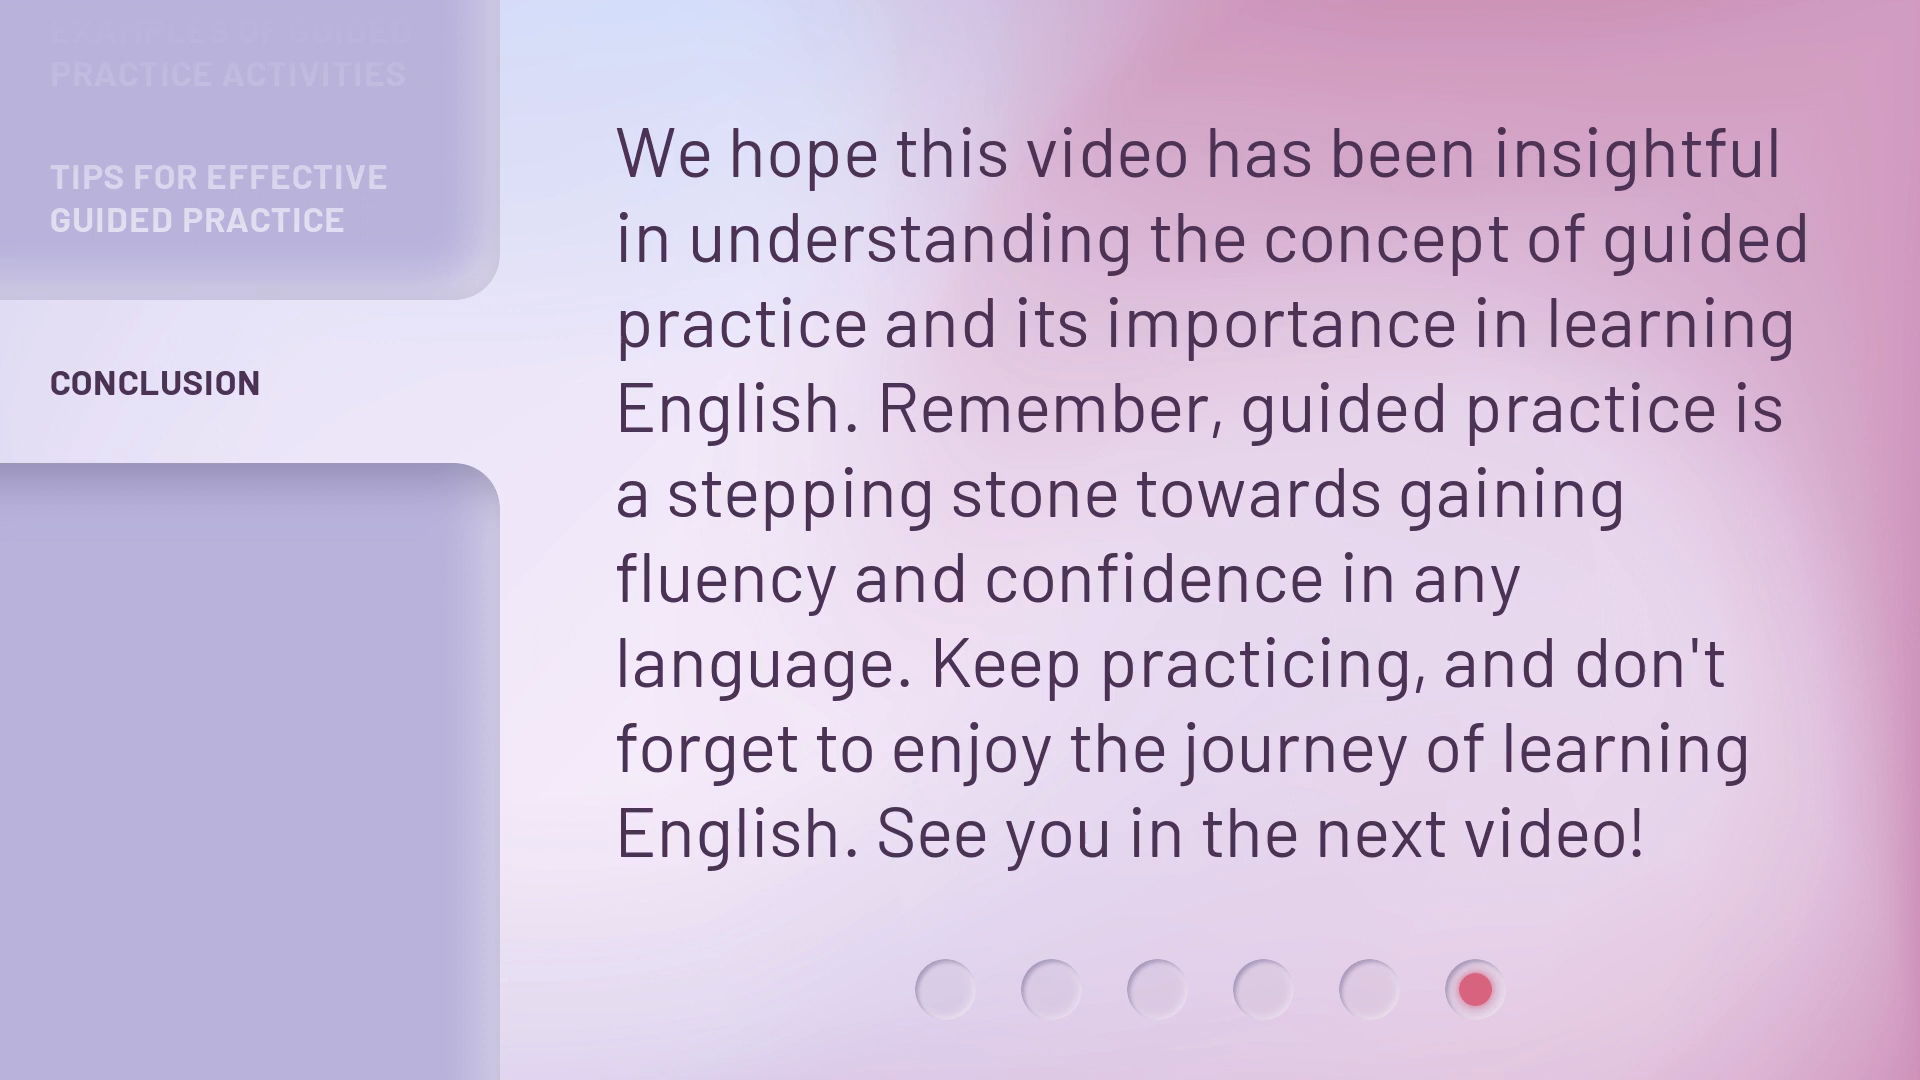 EXAMPLES OF GUIDED
PRACTICE ACTIVITIES
TIPS FOR EFFECTIVE
GUIDED PRACTICE
CONCLUSION
We hope this video has been insightful
in understanding the concept of guided
practice and its importance in learning
English. Remember, guided practice is
a stepping stone towards gaining
fluency and confidence in any
language. Keep practicing, and don't
forget to enjoy the journey of learning
English. See you in the next video!